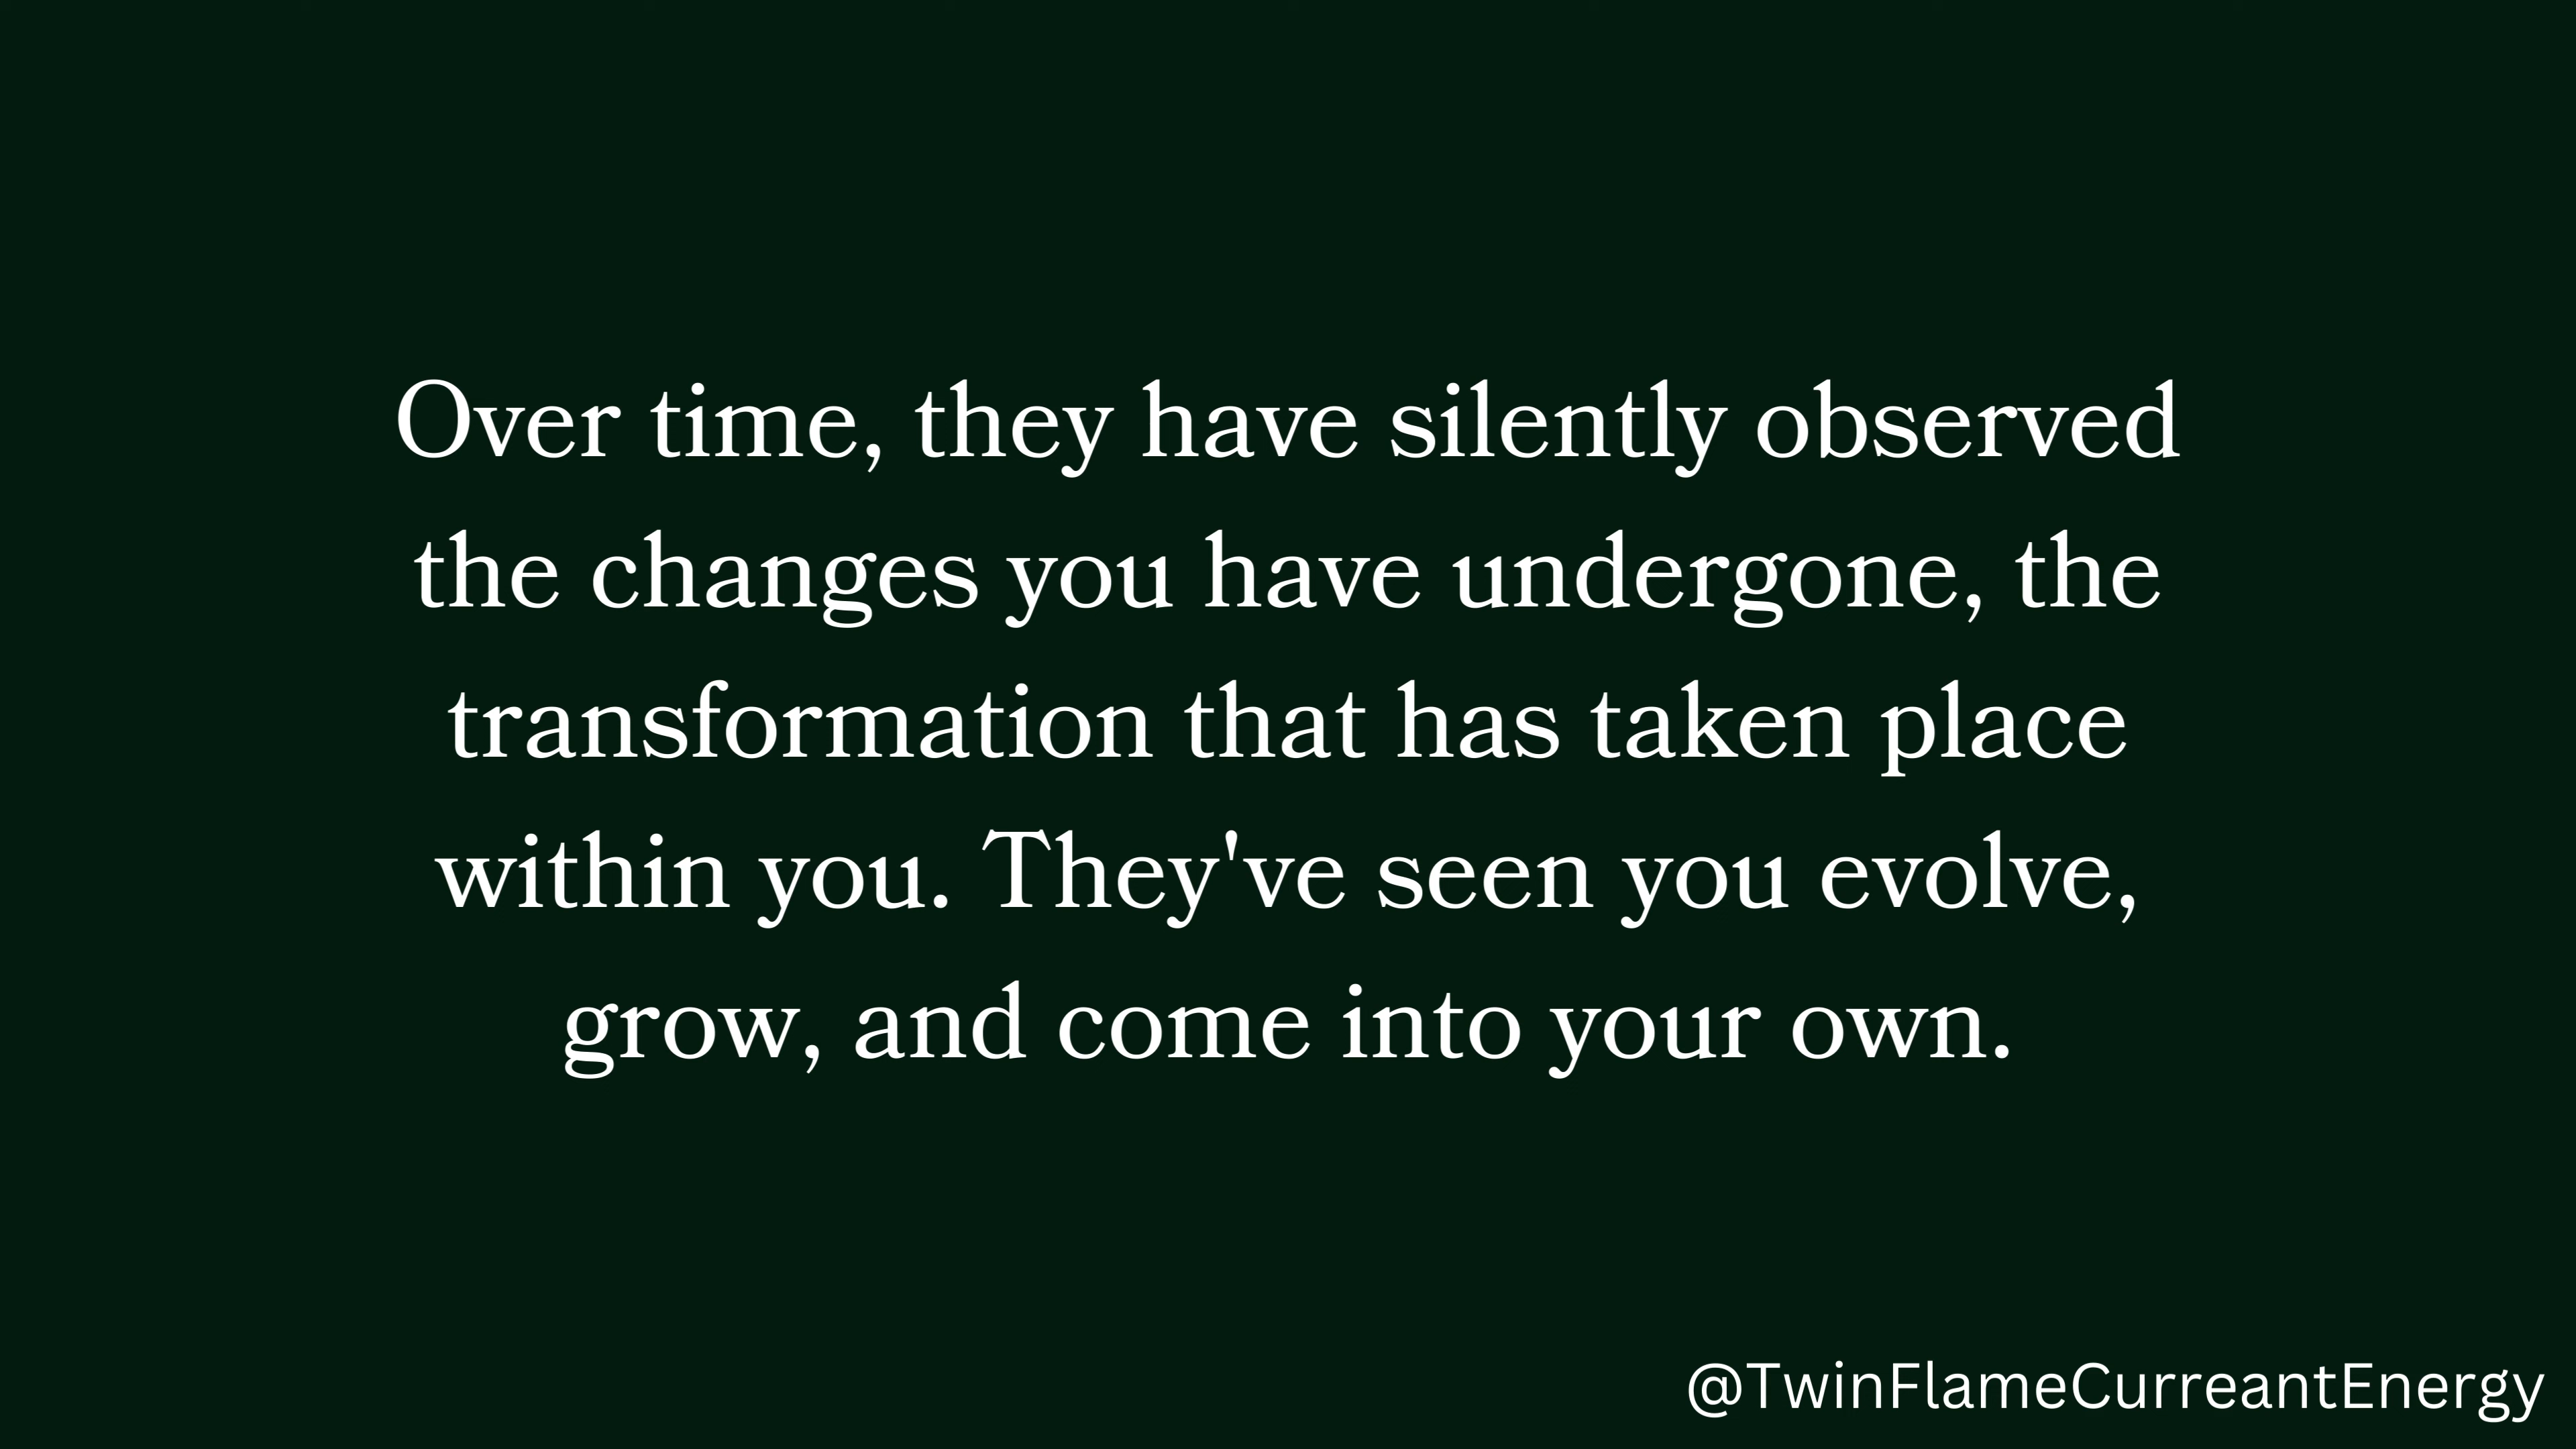 Over time, they have silently observed
the changes you have undergone, the
transformation that has taken place
within you. They've seen you evolve,
grow, and come into your own.
@TwinFlameCurreantEnergy